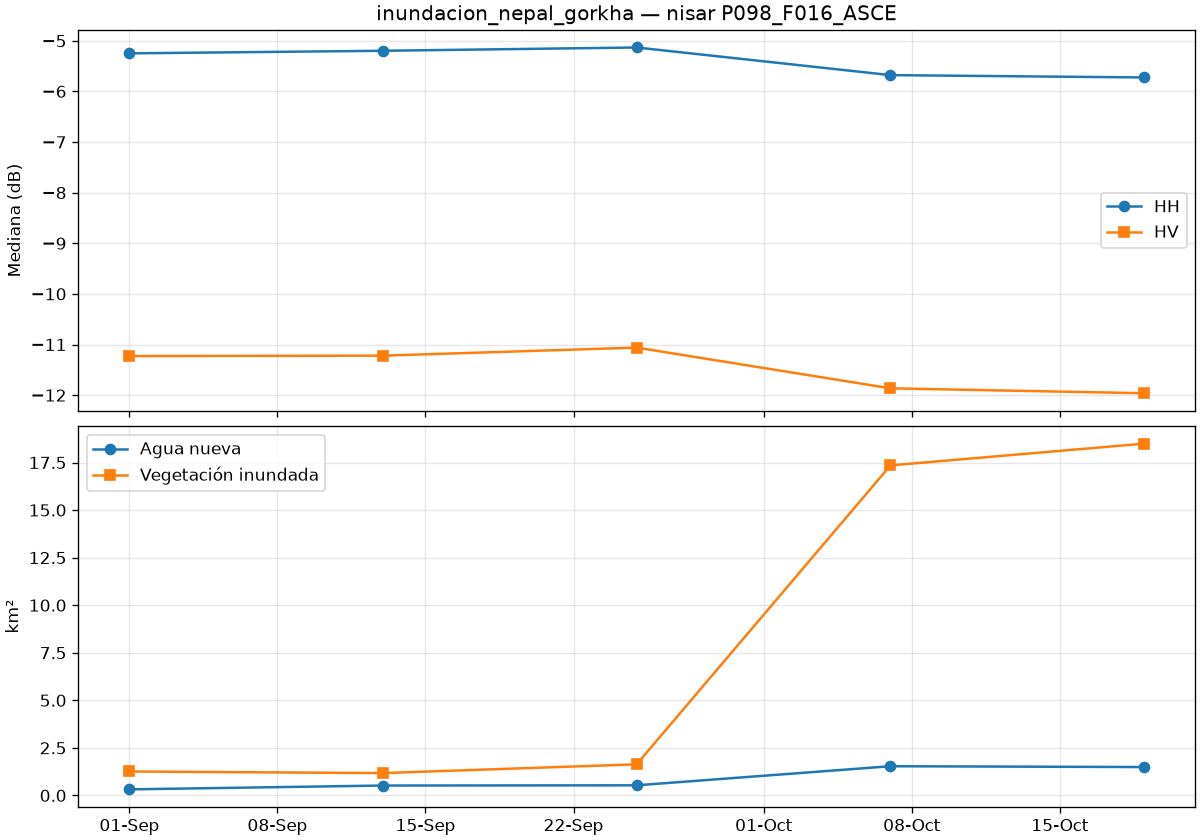 inundacion_nepal_gorkha — nisar P098_F016_ASCE
Mediana (dB)
−5
−6
−7
−8
−9
−10
−11
−12
HH
HV
km²
17.5
15.0
12.5
10.0
7.5
5.0
2.5
0.0
Agua nueva
Vegetación inundada
01-Sep 08-Sep 15-Sep 22-Sep 01-Oct 08-Oct 15-Oct